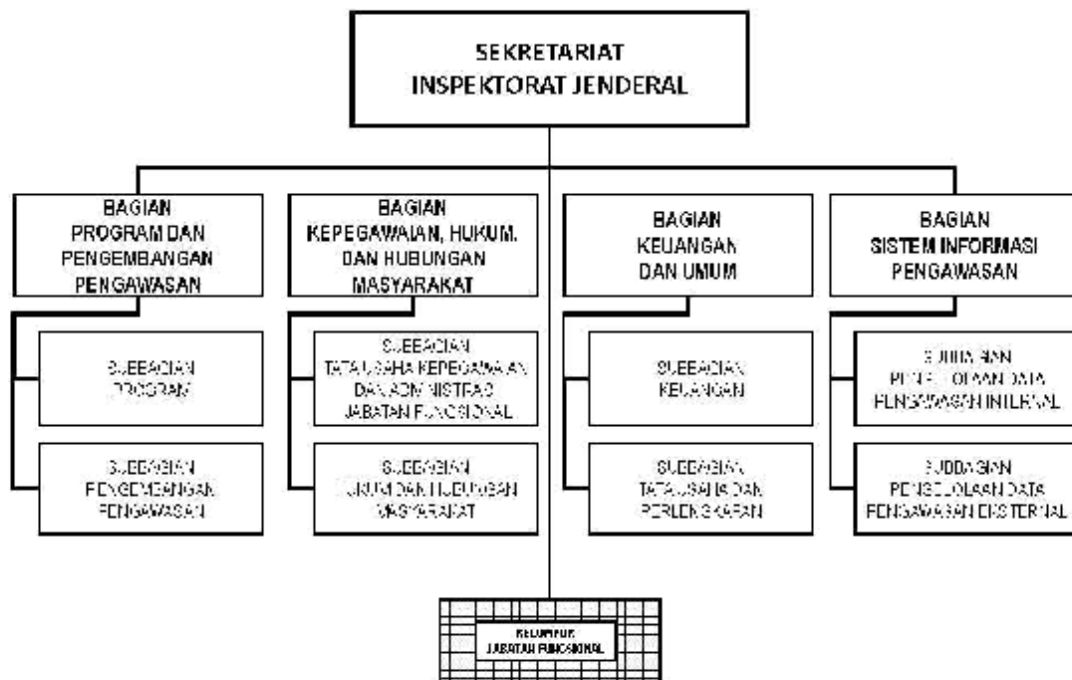 SEKRETARIAT
INSPEKTORAT JENDERAL
BAGIAN
PROGRAM DAN
PENGEMBANGAN
PENGAWASAN
BAGIAN
KEPEGAWAIAN, HUKUM,
DAN HUBUNGAN
MASYARAKAT
BAGIAN
KEUANGAN
DAN UMUM
BAGIAN
SISTEM INFORMASI
PENGAWASAN
SUBBAGIAN
PROGRAM
SUBBAGIAN
TATA USAHA KEPEGAWAIAN
DAN ADMINISTRASI
JABATAN FUNGSIONAL
SUBBAGIAN
KEUANGAN
SUBBAGIAN
PENGELOLAAN DATA
PENGAWASAN INTERNAL
SUBBAGIAN
PENGEMBANGAN
PENGAWASAN
SUBBAGIAN
HUKUM DAN HUBUNGAN
MASYARAKAT
SUBBAGIAN
TATA USAHA DAN
PERLENGKAPAN
SUBBAGIAN
PENGELOLAAN DATA
PENGAWASAN EKSTERNAL
KELOMPOK
JABATAN FUNGSIONAL